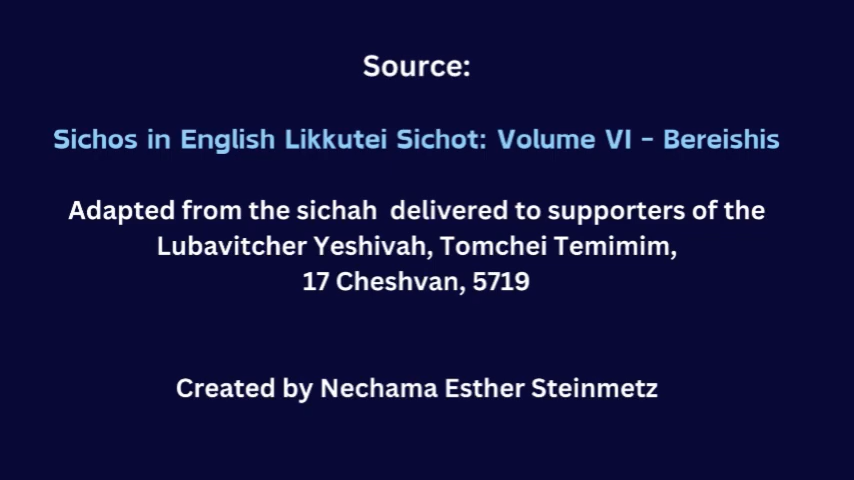 Source:
Sichos in English Likkutei Sichot: Volume VI - Bereishis
Adapted from the sichah delivered to supporters of the
Lubavitcher Yeshivah, Tomchei Temimim,
17 Cheshvan, 5719
Created by Nechama Esther Steinmetz